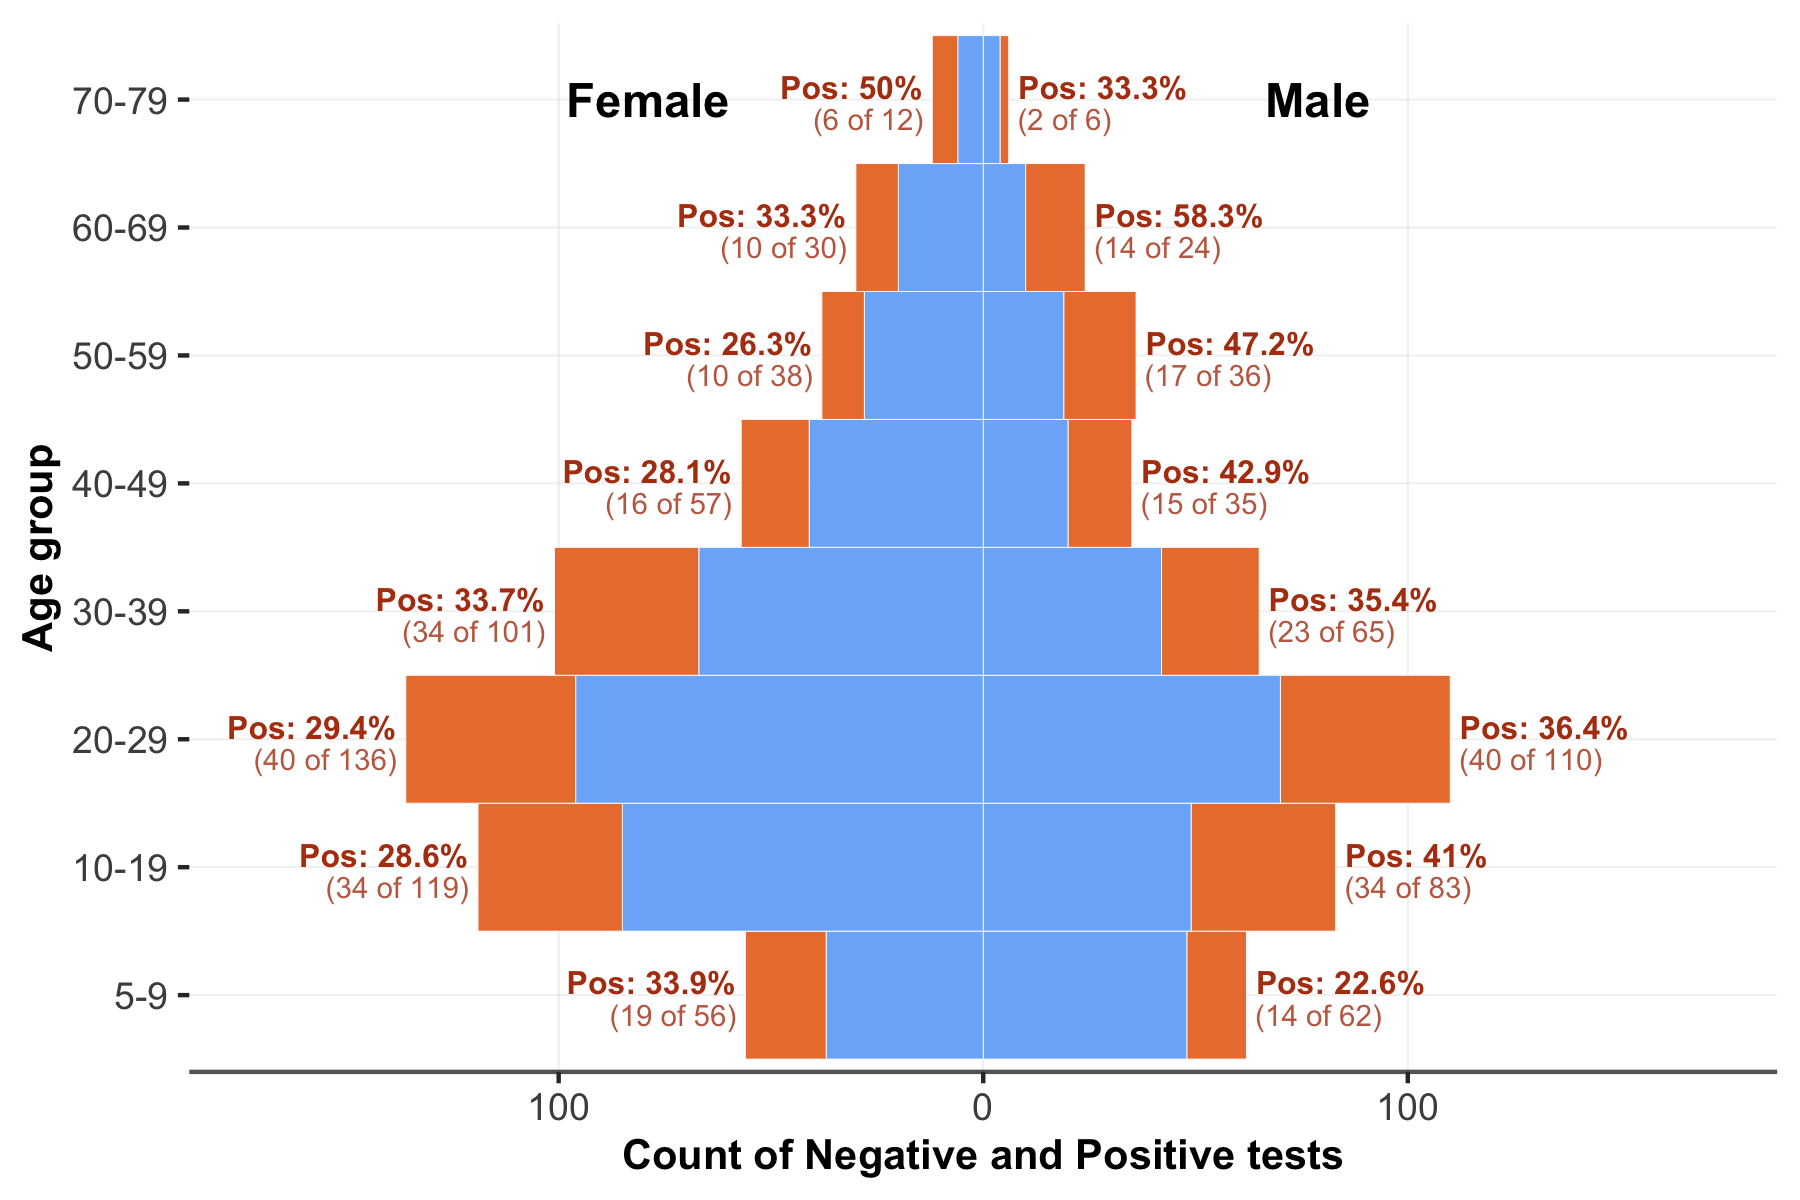 70-79
Female
Pos: 50%
(6 of 12)
Pos: 33.3%
(2 of 6)
Male
60-69
Pos: 33.3%
(10 of 30)
Pos: 58.3%
(14 of 24)
50-59
Pos: 26.3%
(10 of 38)
Pos: 47.2%
(17 of 36)
40-49
Pos: 28.1%
(16 of 57)
Pos: 42.9%
(15 of 35)
Age group
30-39
Pos: 33.7%
(34 of 101)
Pos: 35.4%
(23 of 65)
20-29
Pos: 29.4%
(40 of 136)
Pos: 36.4%
(40 of 110)
10-19
Pos: 28.6%
(34 of 119)
Pos: 41%
(34 of 83)
5-9
Pos: 33.9%
(19 of 56)
Pos: 22.6%
(14 of 62)
100
0
100
Count of Negative and Positive tests